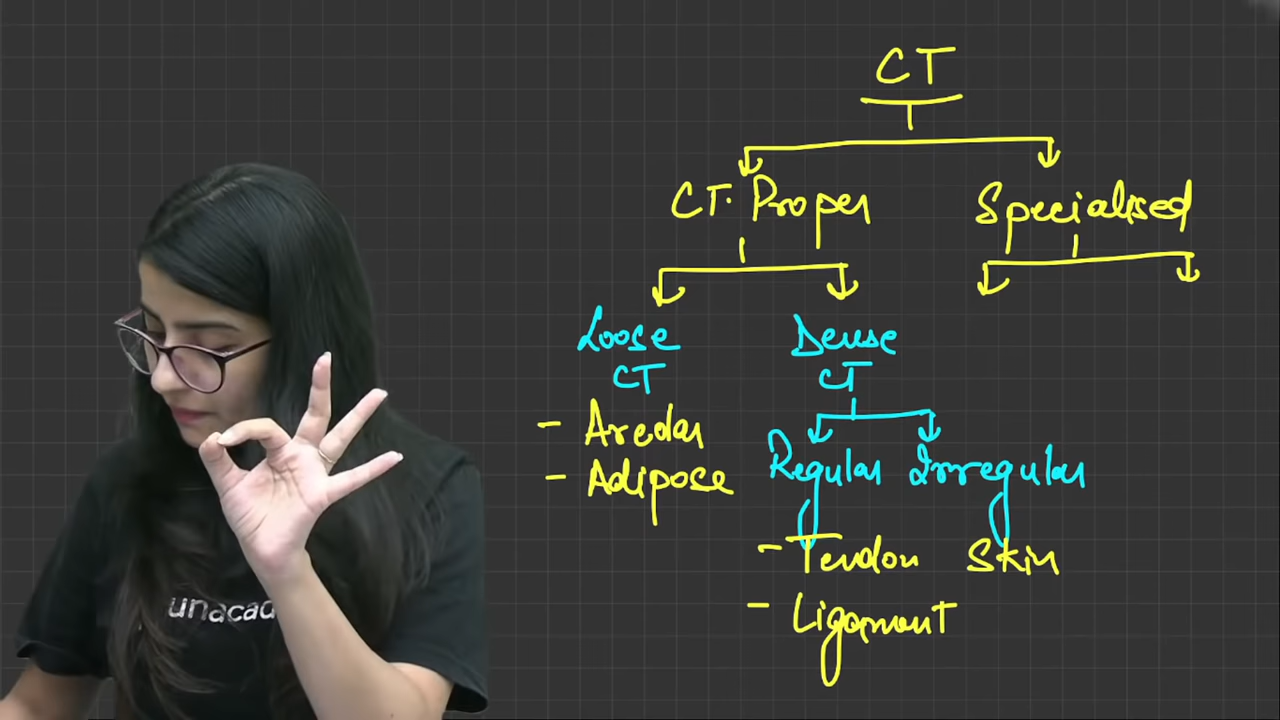 CT
CT. Proper Specialised
Loose Dense
CT CT
- Areolar
- Adipose
Regular Irregular
- Tendon Skin
- Ligament
unacad